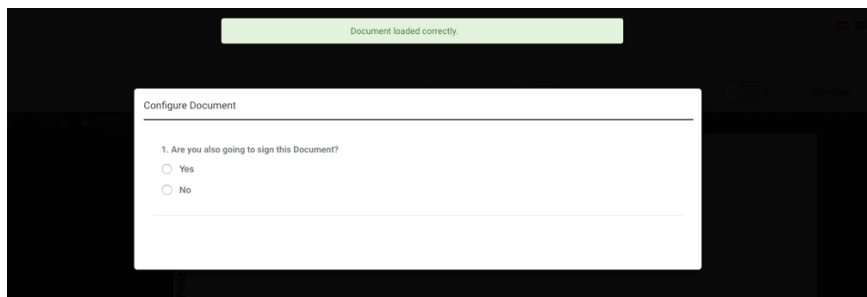 Document loaded correctly.
Configure Document
1. Are you also going to sign this Document?
Yes
No